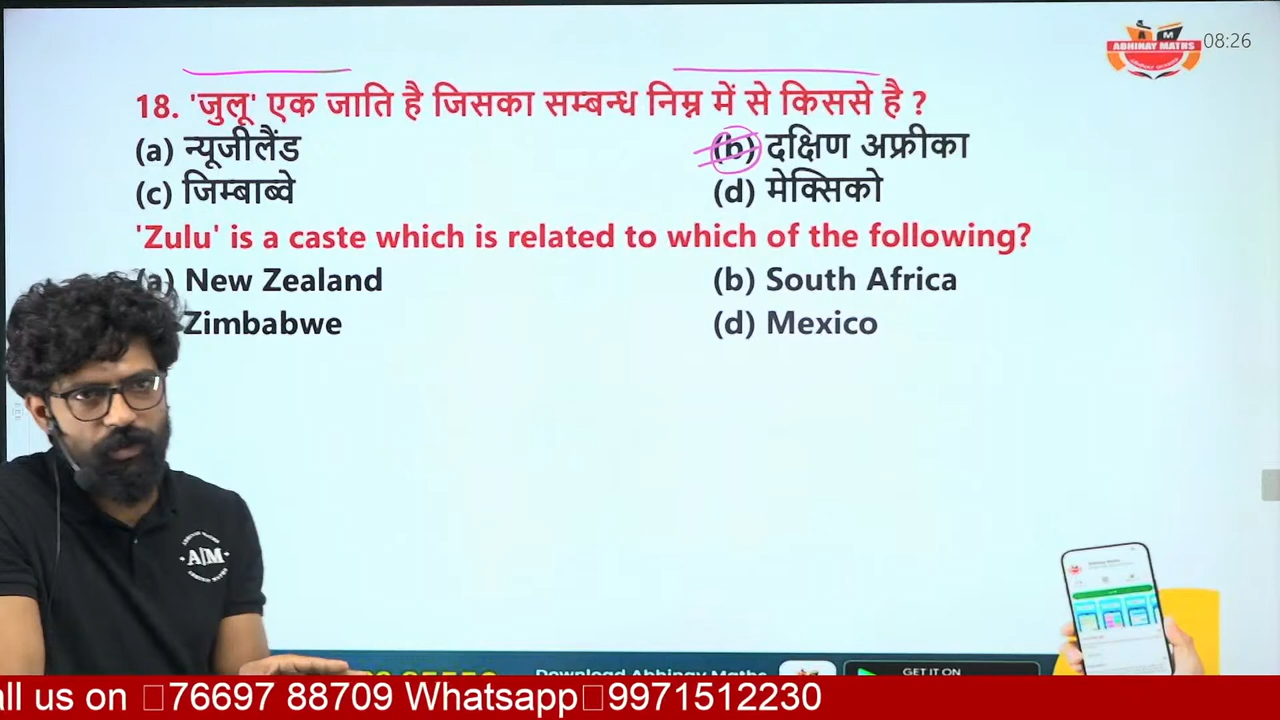 ABHINAY MATHS
08:26
18. 'जुलू' एक जाति है जिसका सम्बन्ध निम्न में से किससे है ?
(a) न्यूजीलैंड (b) दक्षिण अफ्रीका
(c) जिम्बाब्वे (d) मेक्सिको
'Zulu' is a caste which is related to which of the following?
(a) New Zealand (b) South Africa
Zimbabwe (d) Mexico
A|M
Download Abhinay Maths
GET IT ON
all us on 76697 88709 Whatsapp 9971512230